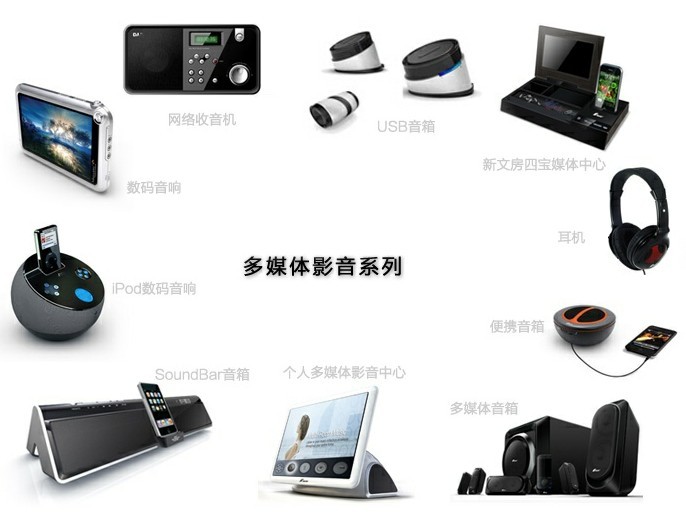 网络收音机
USB音箱
新文房四宝媒体中心
数码音响
耳机
多媒体影音系列
iPod数码音响
便携音箱
SoundBar音箱
个人多媒体影音中心
多媒体音箱